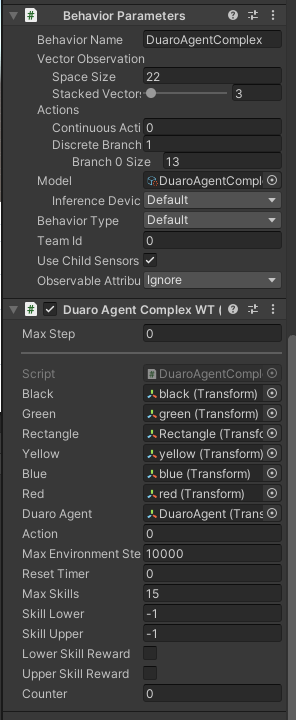 Behavior Parameters
Behavior Name DuaroAgentComplex
Vector Observation
Space Size 22
Stacked Vector 3
Actions
Continuous Acti 0
Discrete Branch 1
Branch 0 Size 13
Model DuaroAgentCompl
Inference Devic Default
Behavior Type Default
Team Id 0
Use Child Sensors
Observable Attribu Ignore
Duaro Agent Complex WT (
Max Step 0
Script DuaroAgentCompl
Black black (Transform)
Green green (Transform)
Rectangle Rectangle (Transfo
Yellow yellow (Transform)
Blue blue (Transform)
Red red (Transform)
Duaro Agent DuaroAgent (Trans
Action 0
Max Environment Ste 10000
Reset Timer 0
Max Skills 15
Skill Lower -1
Skill Upper -1
Lower Skill Reward
Upper Skill Reward
Counter 0